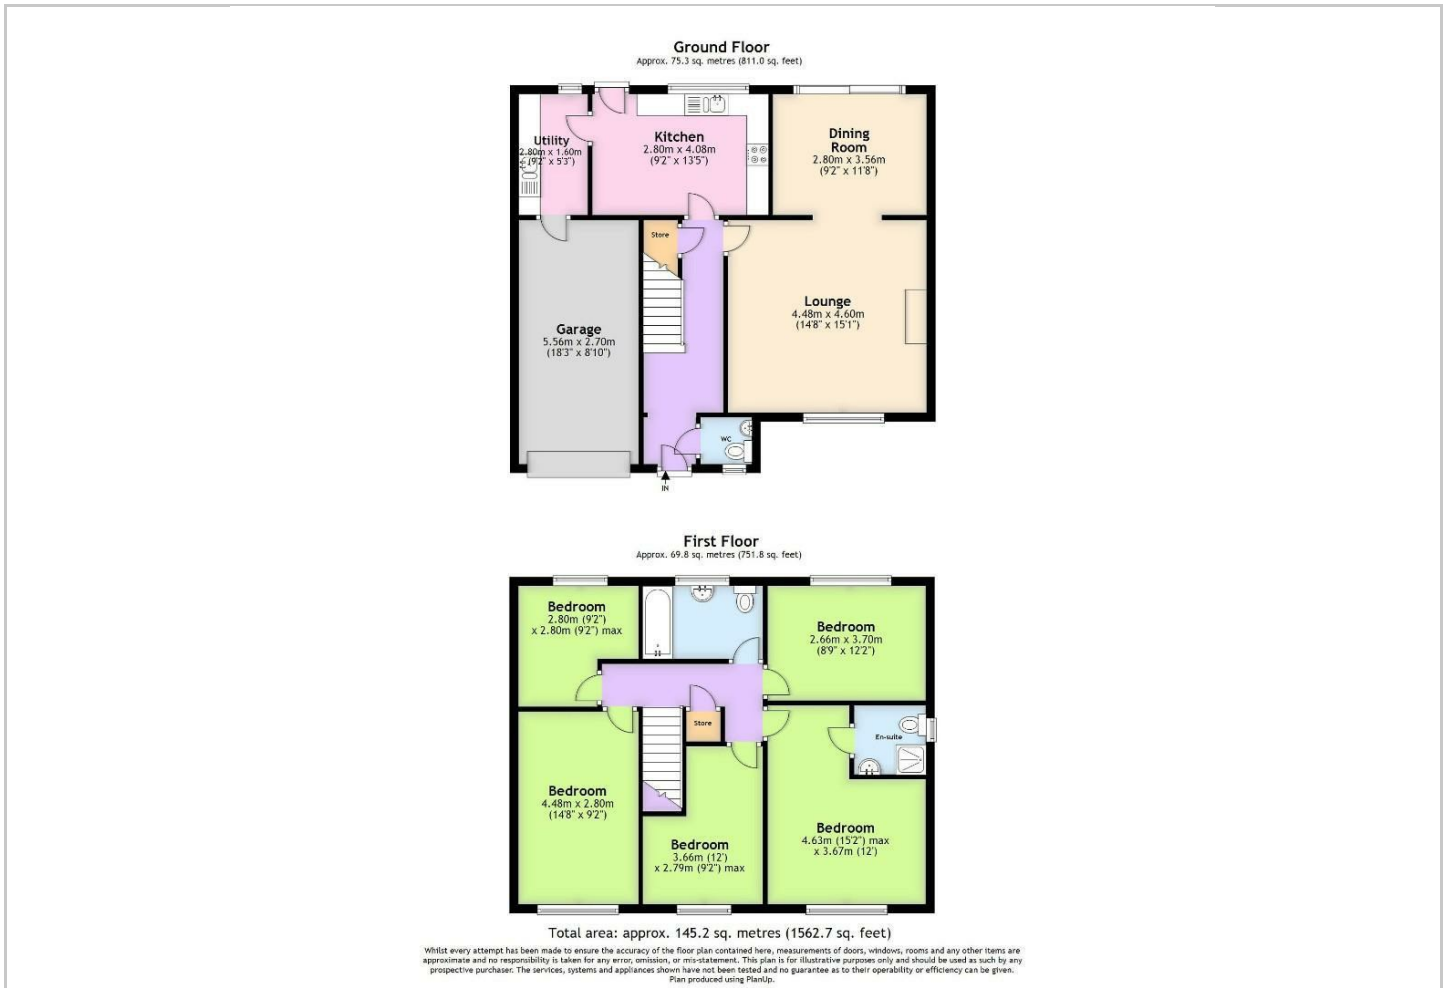 Ground Floor
Approx. 75.3 sq. metres (811.0 sq. feet)
Utility
2.80m x 1.60m
(9'2" x 5'3")
Kitchen
2.80m x 4.08m
(9'2" x 13'5")
Dining
Room
2.80m x 3.56m
(9'2" x 11'8")
Store
Lounge
4.48m x 4.60m
(14'8" x 15'1")
Garage
5.56m x 2.70m
(18'3" x 8'10")
WC
IN
First Floor
Approx. 69.8 sq. metres (751.8 sq. feet)
Bedroom
2.80m (9'2")
x 2.80m (9'2") max
Bedroom
2.66m x 3.70m
(8'9" x 12'2")
Store
En-suite
Bedroom
4.48m x 2.80m
(14'8" x 9'2")
Bedroom
3.66m (12')
x 2.79m (9'2") max
Bedroom
4.63m (15'2") max
x 3.67m (12')
Total area: approx. 145.2 sq. metres (1562.7 sq. feet)
Whilst every attempt has been made to ensure the accuracy of the floor plan contained here, measurements of doors, windows, rooms and any other items are
approximate and no responsibility is taken for any error, omission, or mis-statement. This plan is for illustrative purposes only and should be used as such by any
prospective purchaser. The services, systems and appliances shown have not been tested and no guarantee as to their operability or efficiency can be given.
Plan produced using PlanUp.